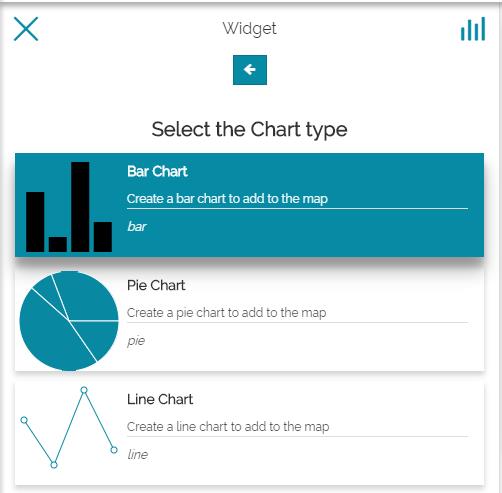 Widget
Select the Chart type
Bar Chart
Create a bar chart to add to the map
bar
Pie Chart
Create a pie chart to add to the map
pie
Line Chart
Create a line chart to add to the map
line